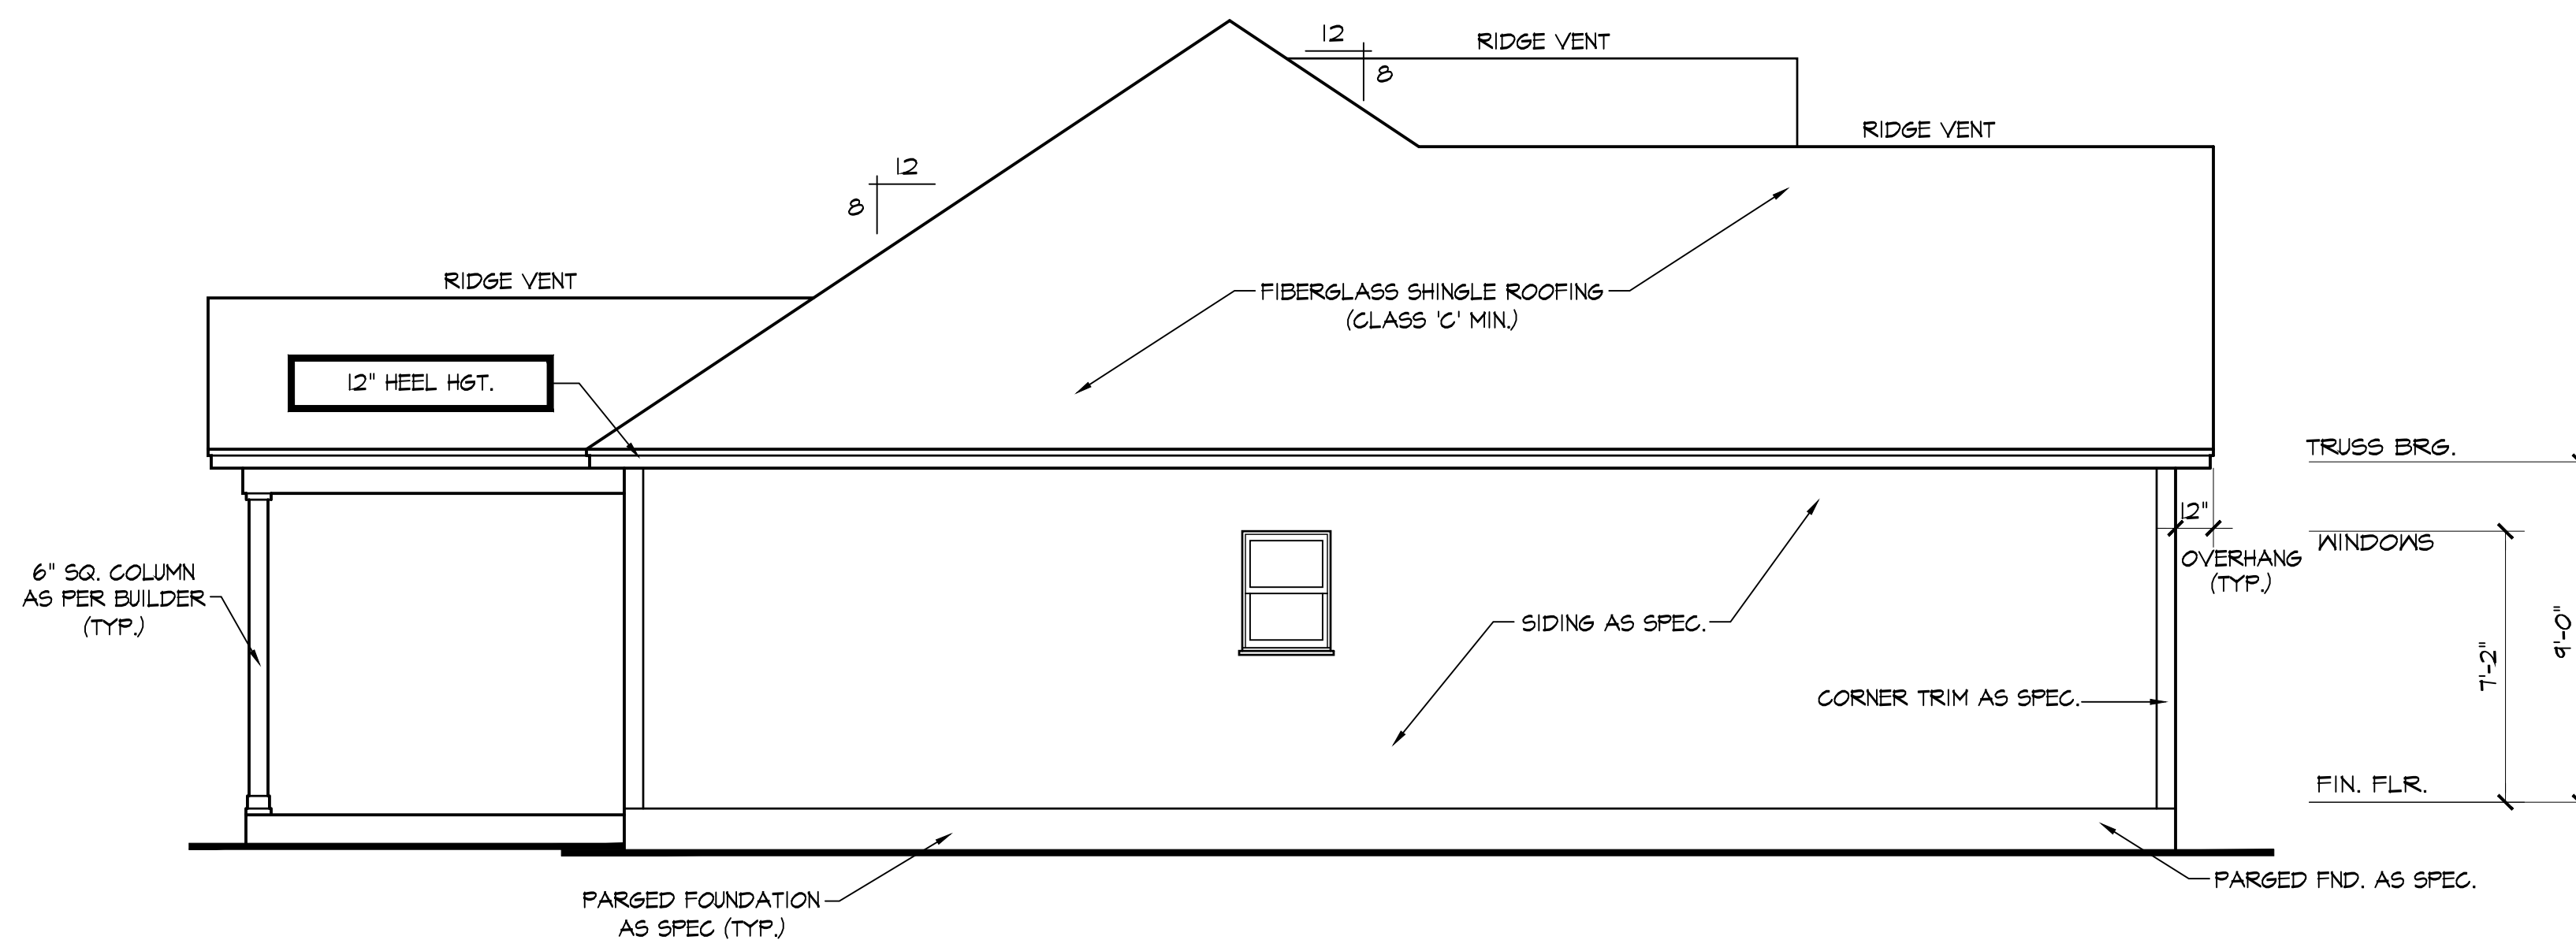 12
RIDGE VENT
8
RIDGE VENT
12
8
RIDGE VENT
FIBERGLASS SHINGLE ROOFING
(CLASS 'C' MIN.)
12" HEEL HGT.
TRUSS BRG.
12"
WINDOWS
OVERHANG
(TYP.)
6" SQ. COLUMN
AS PER BUILDER
(TYP.)
SIDING AS SPEC.
9'-0"
7'-2"
CORNER TRIM AS SPEC.
FIN. FLR.
PARGED FND. AS SPEC.
PARGED FOUNDATION
AS SPEC (TYP.)